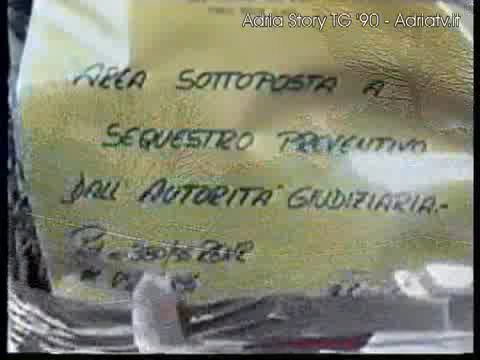 Adria Story TG '90 - Adriatv.it
AREA SOTTOPOSTA A
SEQUESTRO PREVENTIVO
DALL' AUTORITA' GIUDIZIARIA.-